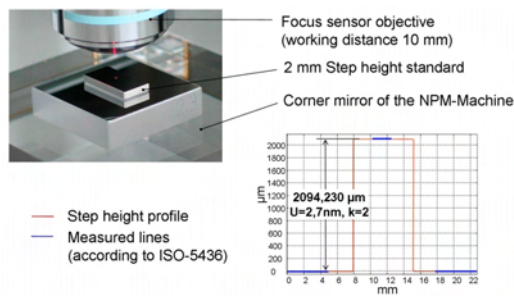 Focus sensor objective
(working distance 10 mm)
2 mm Step height standard
Corner mirror of the NPM-Machine
Step height profile
Measured lines
(according to ISO-5436)
µm
2000
1800
1600
1400
1200
1000
800
600
400
200
0
2094,230 µm
U=2,7nm, k=2
0 2 4 6 8 10 12 14 16 18 20 22
mm